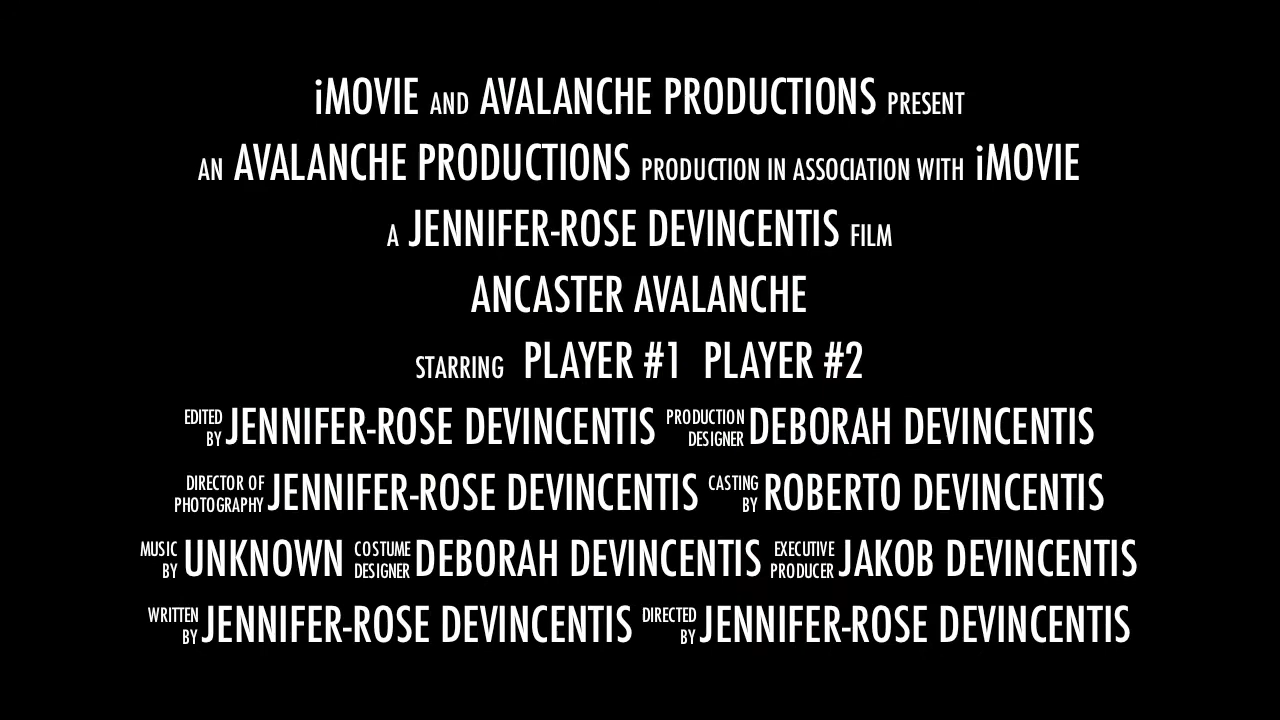 iMOVIE AND AVALANCHE PRODUCTIONS PRESENT
AN AVALANCHE PRODUCTIONS PRODUCTION IN ASSOCIATION WITH iMOVIE
A JENNIFER-ROSE DEVINCENTIS FILM
ANCASTER AVALANCHE
STARRING PLAYER #1 PLAYER #2
EDITED BY JENNIFER-ROSE DEVINCENTIS PRODUCTION DESIGNER DEBORAH DEVINCENTIS
DIRECTOR OF PHOTOGRAPHY JENNIFER-ROSE DEVINCENTIS CASTING BY ROBERTO DEVINCENTIS
MUSIC BY UNKNOWN COSTUME DESIGNER DEBORAH DEVINCENTIS EXECUTIVE PRODUCER JAKOB DEVINCENTIS
WRITTEN BY JENNIFER-ROSE DEVINCENTIS DIRECTED BY JENNIFER-ROSE DEVINCENTIS